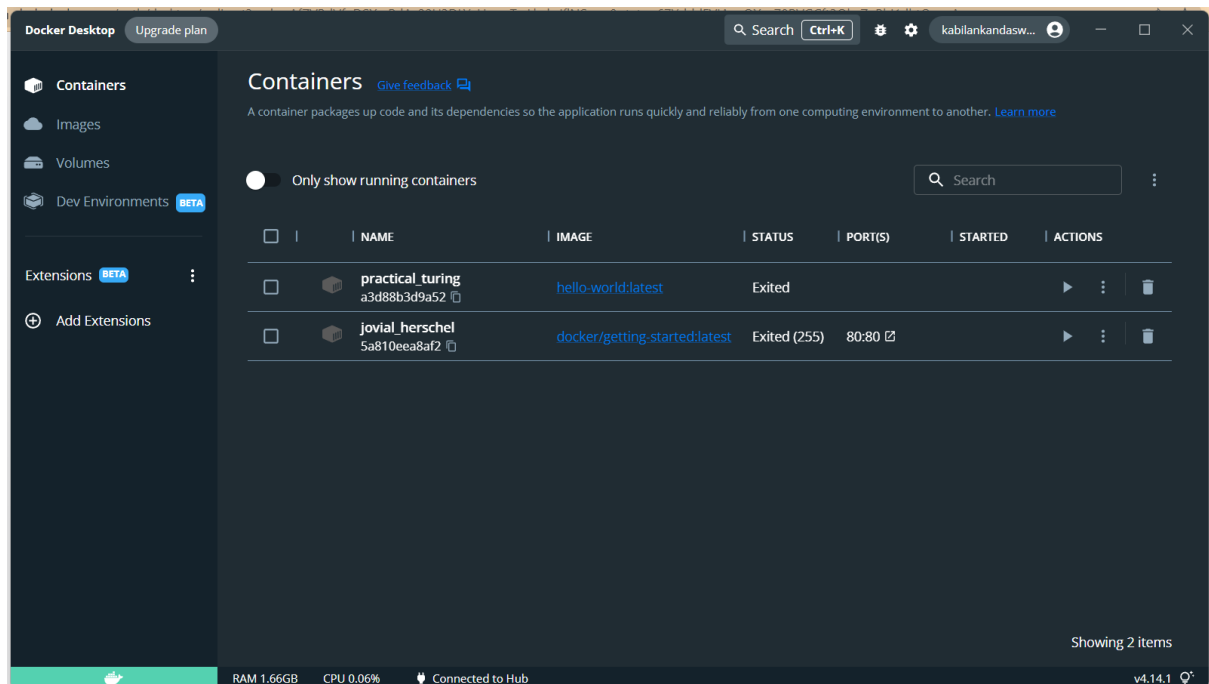 Docker Desktop Upgrade plan Search Ctrl+K kabilankandasw...
Containers
Images
Volumes
Dev Environments BETA
Extensions BETA
Add Extensions
Containers Give feedback
A container packages up code and its dependencies so the application runs quickly and reliably from one computing environment to another. Learn more
Only show running containers Search
NAME IMAGE STATUS PORT(S) STARTED ACTIONS
practical_turing hello-world:latest Exited
a3d88b3d9a52
jovial_herschel docker/getting-started:latest Exited (255) 80:80
5a810eea8af2
Showing 2 items
RAM 1.66GB CPU 0.06% Connected to Hub v4.14.1